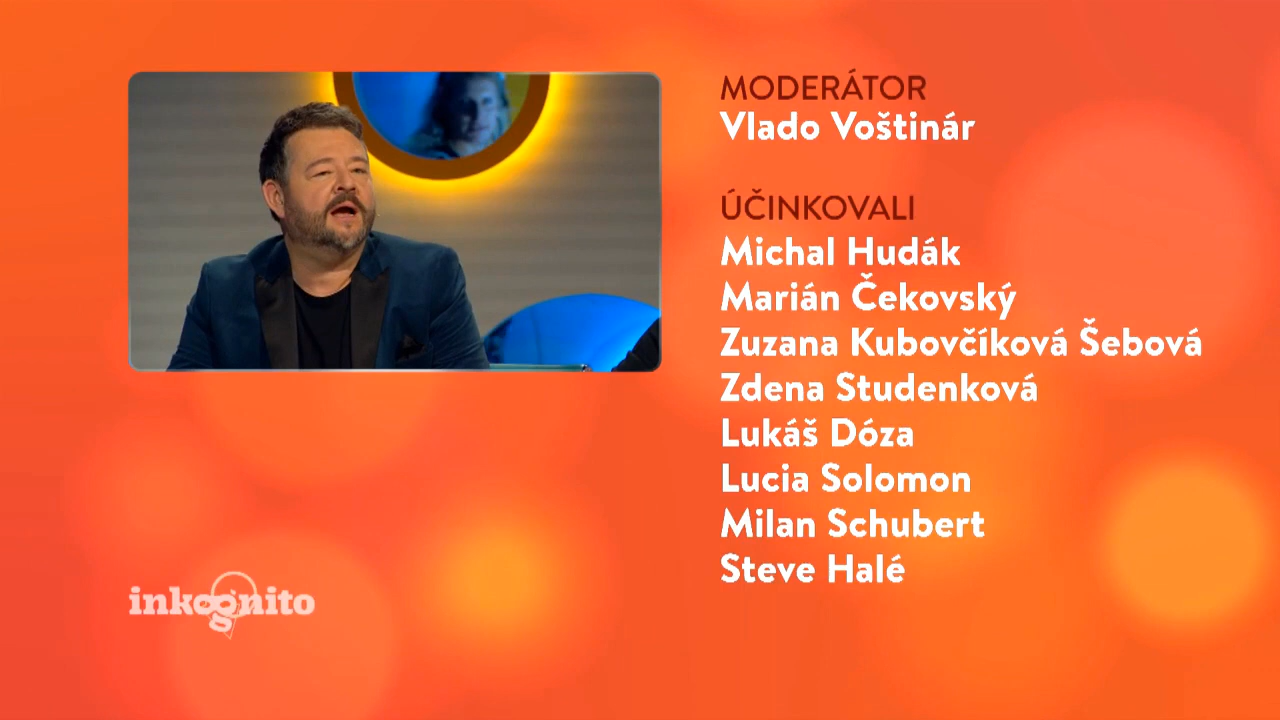 MODERÁTOR
Vlado Voštinár
ÚČINKOVALI
Michal Hudák
Marián Čekovský
Zuzana Kubovčíková Šebová
Zdena Studenková
Lukáš Dóza
Lucia Solomon
Milan Schubert
Steve Halé
inkognito